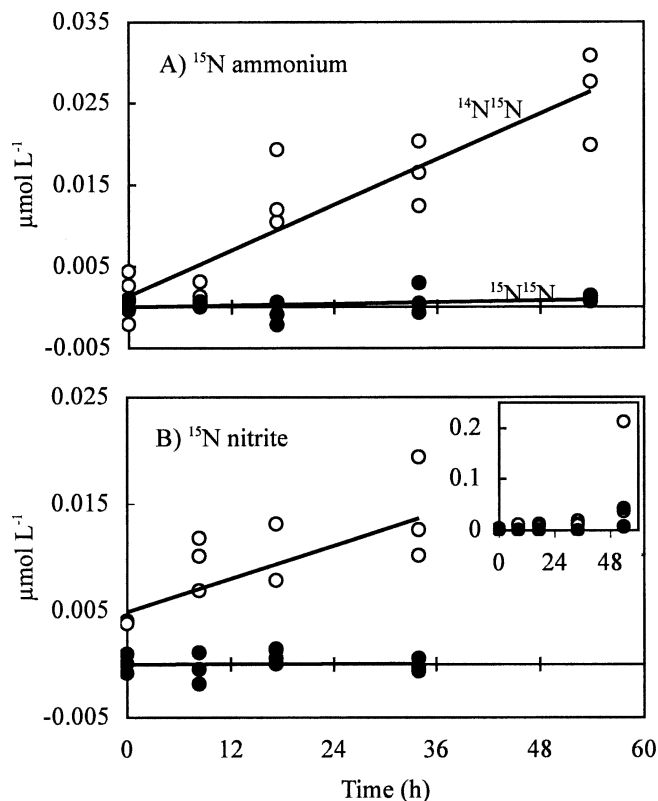 0.035
A) ¹⁵N ammonium
¹⁴N¹⁵N
0.025
0.015
µmol L⁻¹
0.005
¹⁵N¹⁵N
-0.005
0.025
B) ¹⁵N nitrite
0.2
0.1
0
0 24 48
0.015
µmol L⁻¹
0.005
-0.005
0 12 24 36 48 60
Time (h)